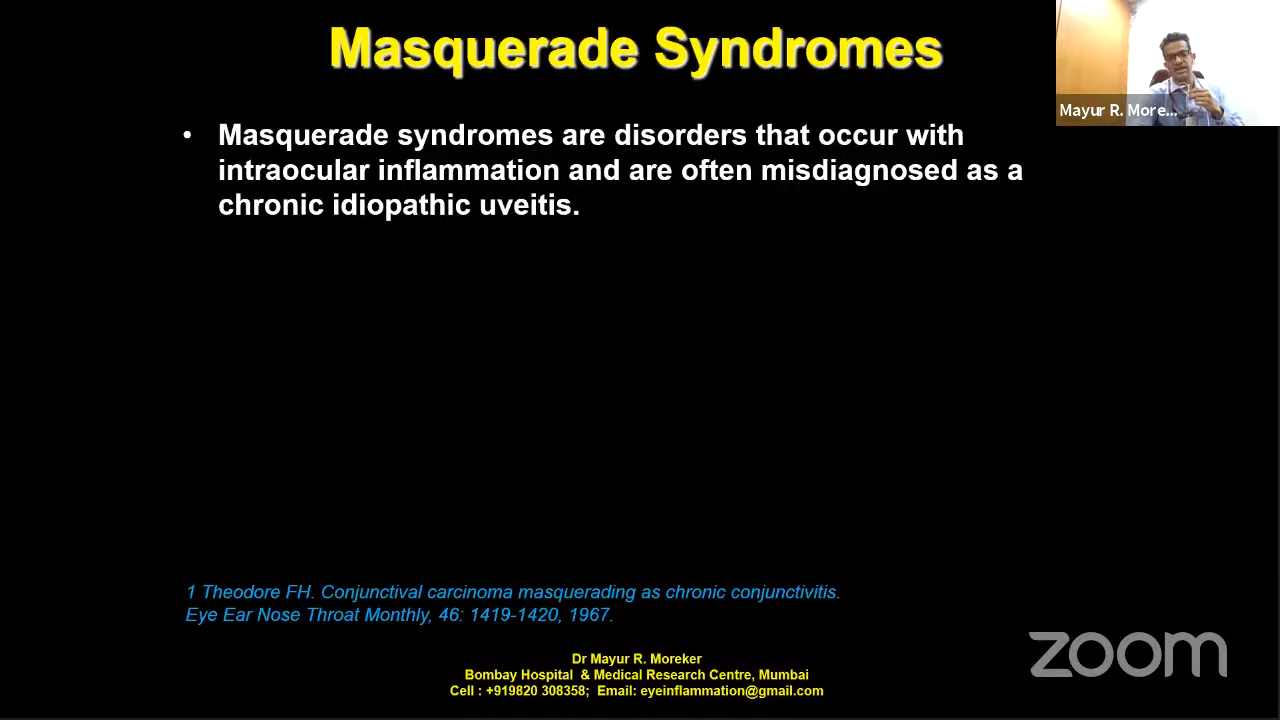 Masquerade Syndromes
Mayur R. More...
• Masquerade syndromes are disorders that occur with
intraocular inflammation and are often misdiagnosed as a
chronic idiopathic uveitis.
1 Theodore FH. Conjunctival carcinoma masquerading as chronic conjunctivitis.
Eye Ear Nose Throat Monthly, 46: 1419-1420, 1967.
Dr Mayur R. Moreker
Bombay Hospital & Medical Research Centre, Mumbai
Cell : +919820 308358; Email: eyeinflammation@gmail.com
zoom